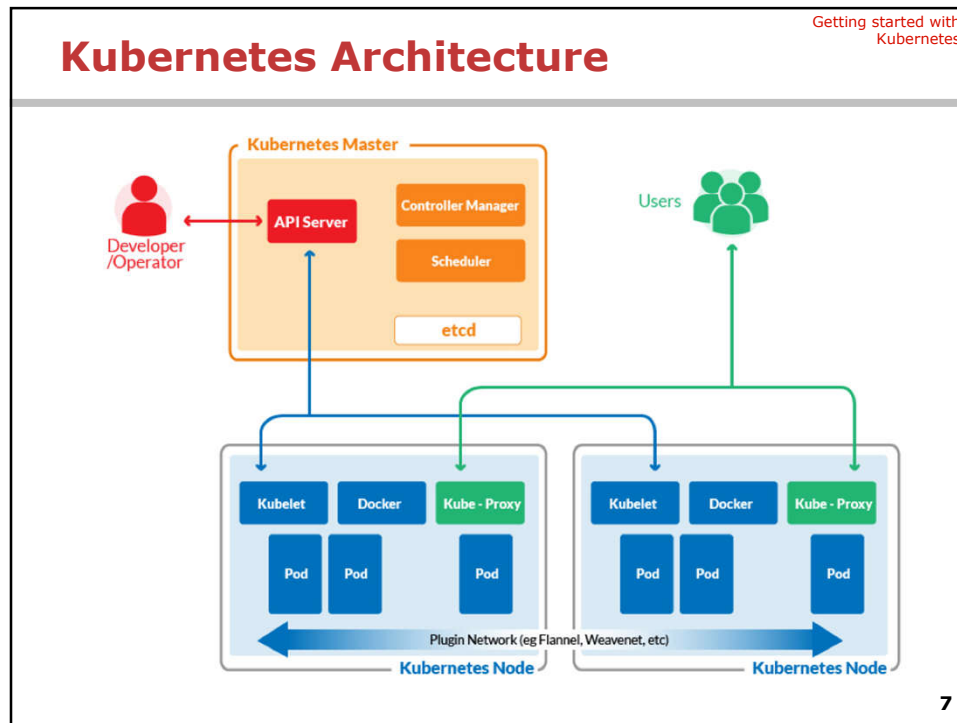 Getting started with
Kubernetes
Kubernetes Architecture
Kubernetes Master
API Server
Controller Manager
Scheduler
etcd
Developer
/Operator
Users
Kubelet
Docker
Kube - Proxy
Pod
Pod
Pod
Kubelet
Docker
Kube - Proxy
Pod
Pod
Pod
Plugin Network (eg Flannel, Weavenet, etc)
Kubernetes Node
Kubernetes Node
7